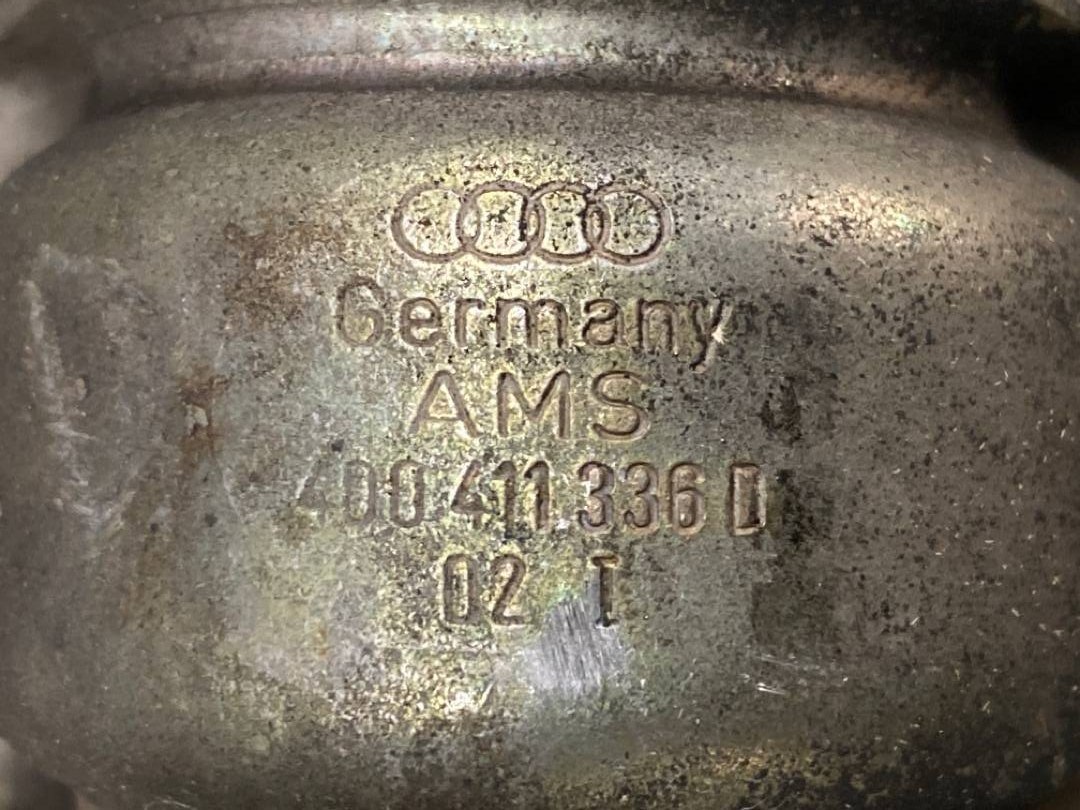 Germany
AMS
4D0.411.336 D
02 I